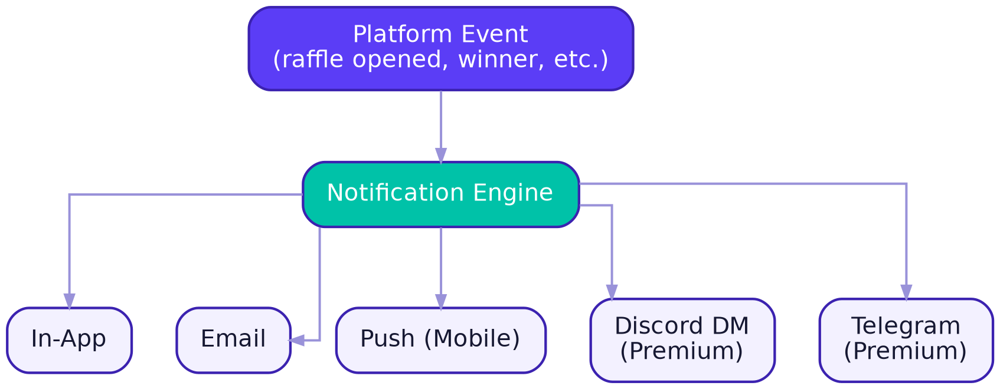 Platform Event
(raffle opened, winner, etc.)
Notification Engine
In-App
Email
Push (Mobile)
Discord DM
(Premium)
Telegram
(Premium)